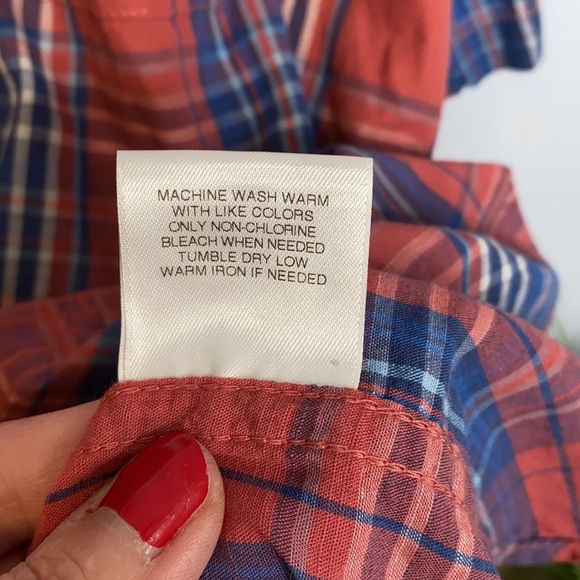 MACHINE WASH WARM
WITH LIKE COLORS
ONLY NON-CHLORINE
BLEACH WHEN NEEDED
TUMBLE DRY LOW
WARM IRON IF NEEDED